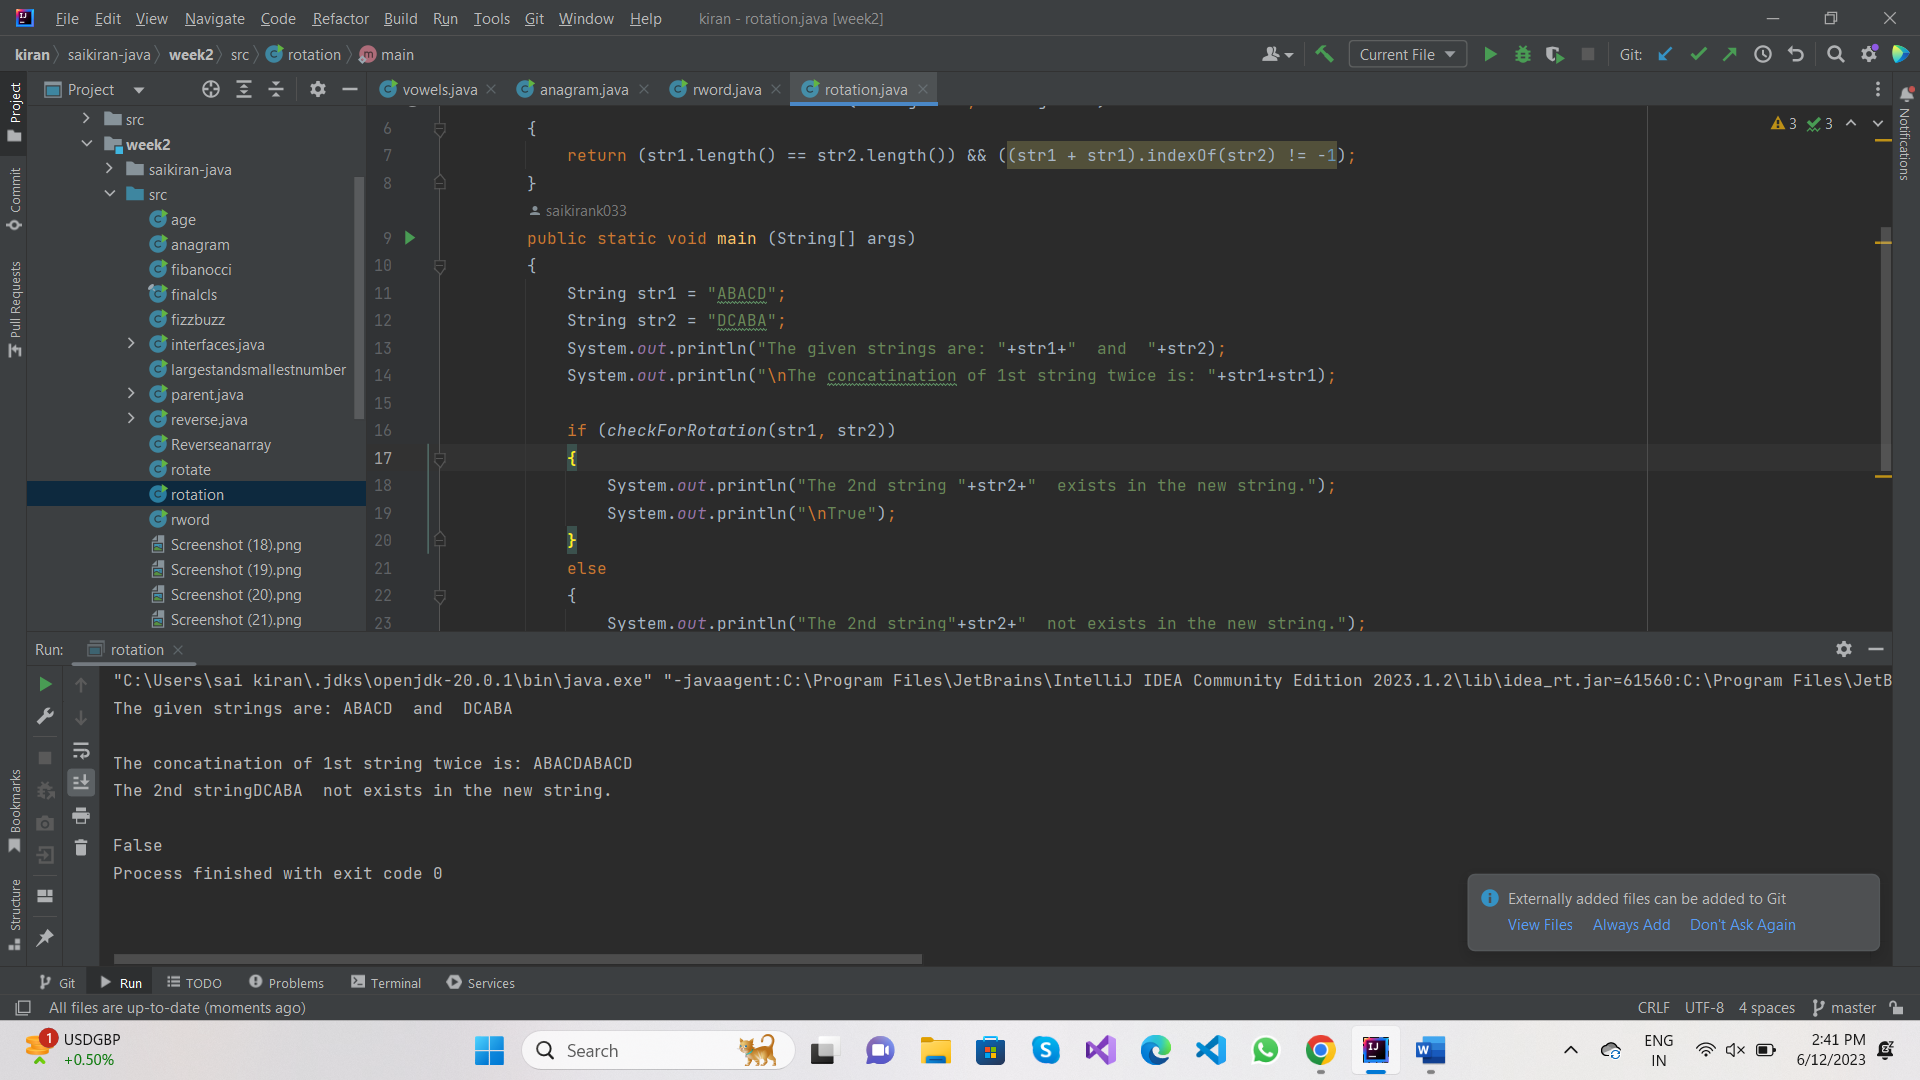 File Edit View Navigate Code Refactor Build Run Tools Git Window Help kiran - rotation.java [week2]
kiran saikiran-java week2 src rotation main Current File Git:
Project vowels.java anagram.java rword.java rotation.java
src
week2
saikiran-java
src
age
anagram
fibanocci
finalcls
fizzbuzz
interfaces.java
largestandsmallestnumber
parent.java
reverse.java
Reverseanarray
rotate
rotation
rword
Screenshot (18).png
Screenshot (19).png
Screenshot (20).png
Screenshot (21).png
Project
Commit
Pull Requests
Bookmarks
Structure
Notifications
3 3
6 {
7 return (str1.length() == str2.length()) && ((str1 + str1).indexOf(str2) != -1);
8 }
saikirank033
9 public static void main (String[] args)
10 {
11 String str1 = "ABACD";
12 String str2 = "DCABA";
13 System.out.println("The given strings are: "+str1+"  and  "+str2);
14 System.out.println("\nThe concatination of 1st string twice is: "+str1+str1);
15
16 if (checkForRotation(str1, str2))
17 {
18 System.out.println("The 2nd string "+str2+"  exists in the new string.");
19 System.out.println("\nTrue");
20 }
21 else
22 {
23 System.out.println("The 2nd string"+str2+"  not exists in the new string.");
Run: rotation
"C:\Users\sai kiran\.jdks\openjdk-20.0.1\bin\java.exe" "-javaagent:C:\Program Files\JetBrains\IntelliJ IDEA Community Edition 2023.1.2\lib\idea_rt.jar=61560:C:\Program Files\JetB
The given strings are: ABACD  and  DCABA
The concatination of 1st string twice is: ABACDABACD
The 2nd stringDCABA  not exists in the new string.
False
Process finished with exit code 0
Externally added files can be added to Git
View Files Always Add Don't Ask Again
Git Run TODO Problems Terminal Services
All files are up-to-date (moments ago) CRLF UTF-8 4 spaces master
1 USDGBP
+0.50%
Search
ENG
IN
2:41 PM
6/12/2023